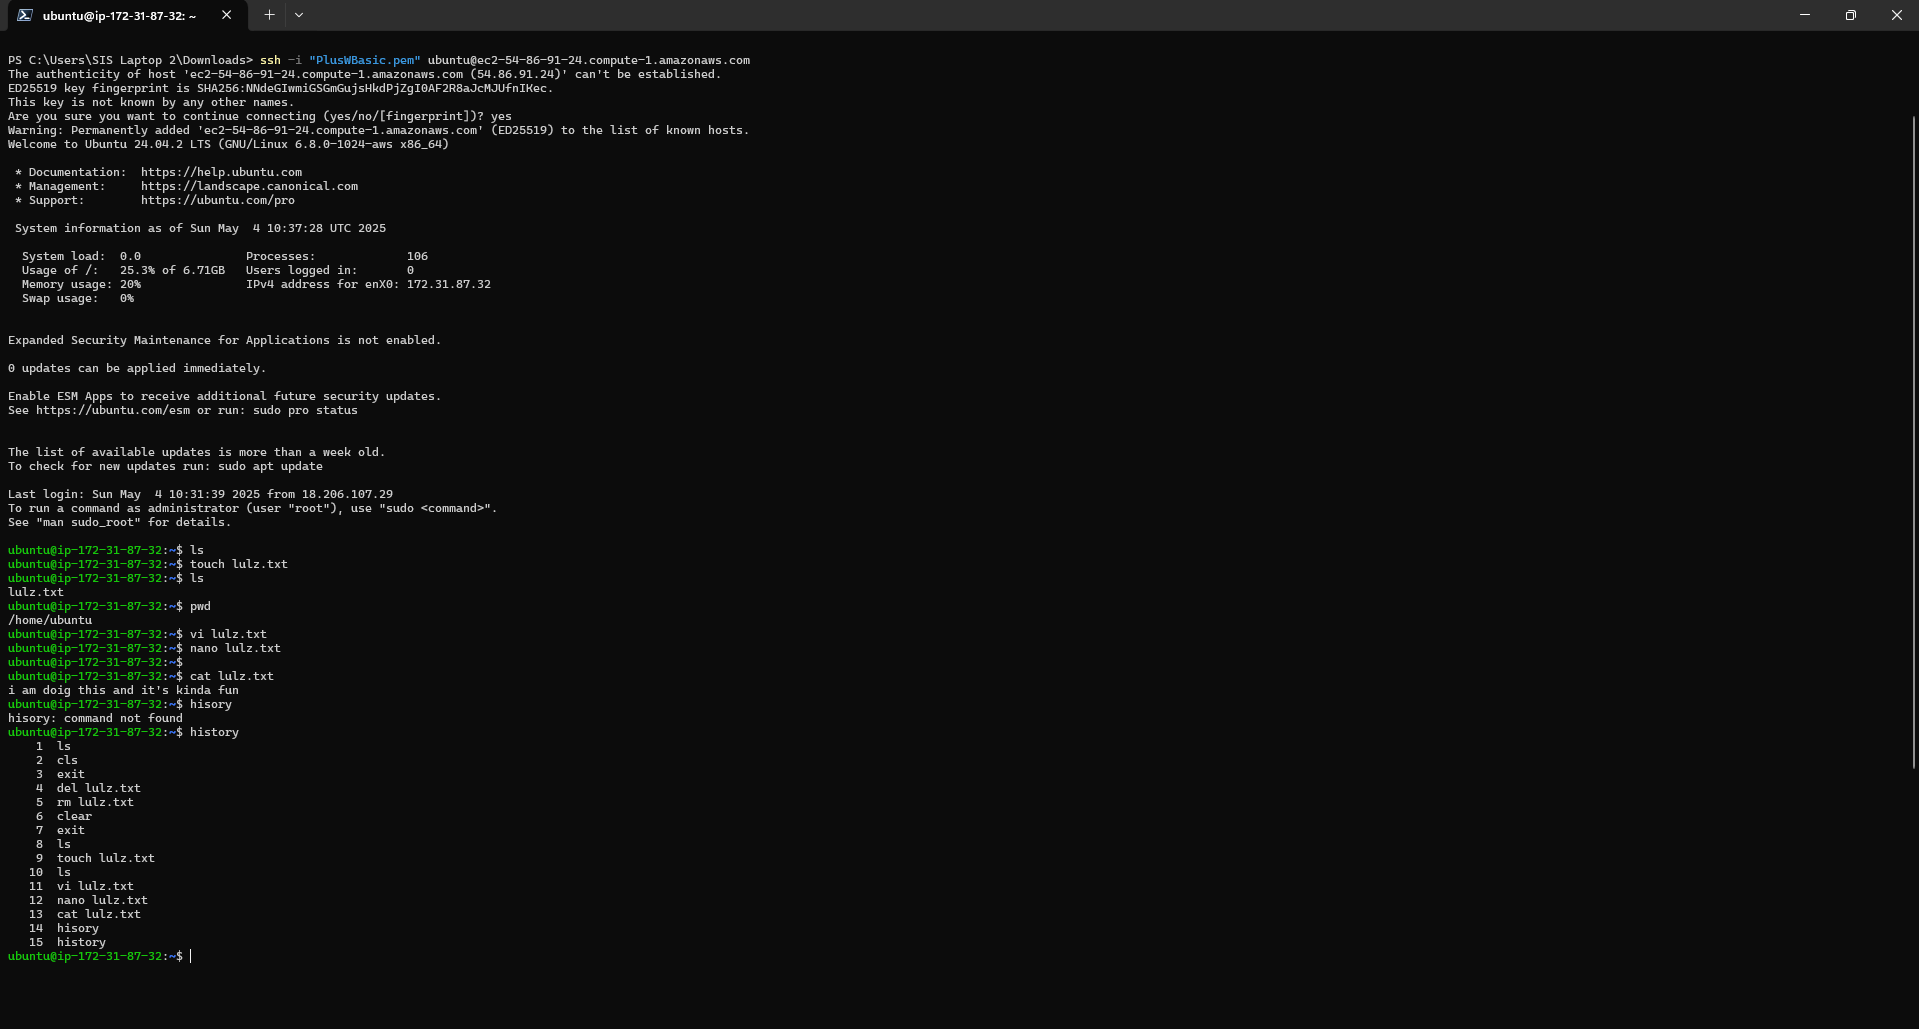 ubuntu@ip-172-31-87-32: ~
PS C:\Users\SIS Laptop 2\Downloads> ssh -i "PlusWBasic.pem" ubuntu@ec2-54-86-91-24.compute-1.amazonaws.com
The authenticity of host 'ec2-54-86-91-24.compute-1.amazonaws.com (54.86.91.24)' can't be established.
ED25519 key fingerprint is SHA256:NNdeGIwmiGSGmGujsHkdPjZgI0AF2R8aJcMJUfnIKec.
This key is not known by any other names.
Are you sure you want to continue connecting (yes/no/[fingerprint])? yes
Warning: Permanently added 'ec2-54-86-91-24.compute-1.amazonaws.com' (ED25519) to the list of known hosts.
Welcome to Ubuntu 24.04.2 LTS (GNU/Linux 6.8.0-1024-aws x86_64)
* Documentation:  https://help.ubuntu.com
* Management:     https://landscape.canonical.com
* Support:        https://ubuntu.com/pro
System information as of Sun May  4 10:37:28 UTC 2025
System load:  0.0               Processes:             106
Usage of /:   25.3% of 6.71GB   Users logged in:       0
Memory usage: 20%               IPv4 address for enX0: 172.31.87.32
Swap usage:   0%
Expanded Security Maintenance for Applications is not enabled.
0 updates can be applied immediately.
Enable ESM Apps to receive additional future security updates.
See https://ubuntu.com/esm or run: sudo pro status
The list of available updates is more than a week old.
To check for new updates run: sudo apt update
Last login: Sun May  4 10:31:39 2025 from 18.206.107.29
To run a command as administrator (user "root"), use "sudo <command>".
See "man sudo_root" for details.
ubuntu@ip-172-31-87-32:~$ ls
ubuntu@ip-172-31-87-32:~$ touch lulz.txt
ubuntu@ip-172-31-87-32:~$ ls
lulz.txt
ubuntu@ip-172-31-87-32:~$ pwd
/home/ubuntu
ubuntu@ip-172-31-87-32:~$ vi lulz.txt
ubuntu@ip-172-31-87-32:~$ nano lulz.txt
ubuntu@ip-172-31-87-32:~$
ubuntu@ip-172-31-87-32:~$ cat lulz.txt
i am doig this and it's kinda fun
ubuntu@ip-172-31-87-32:~$ hisory
hisory: command not found
ubuntu@ip-172-31-87-32:~$ history
1  ls
2  cls
3  exit
4  del lulz.txt
5  rm lulz.txt
6  clear
7  exit
8  ls
9  touch lulz.txt
10  ls
11  vi lulz.txt
12  nano lulz.txt
13  cat lulz.txt
14  hisory
15  history
ubuntu@ip-172-31-87-32:~$